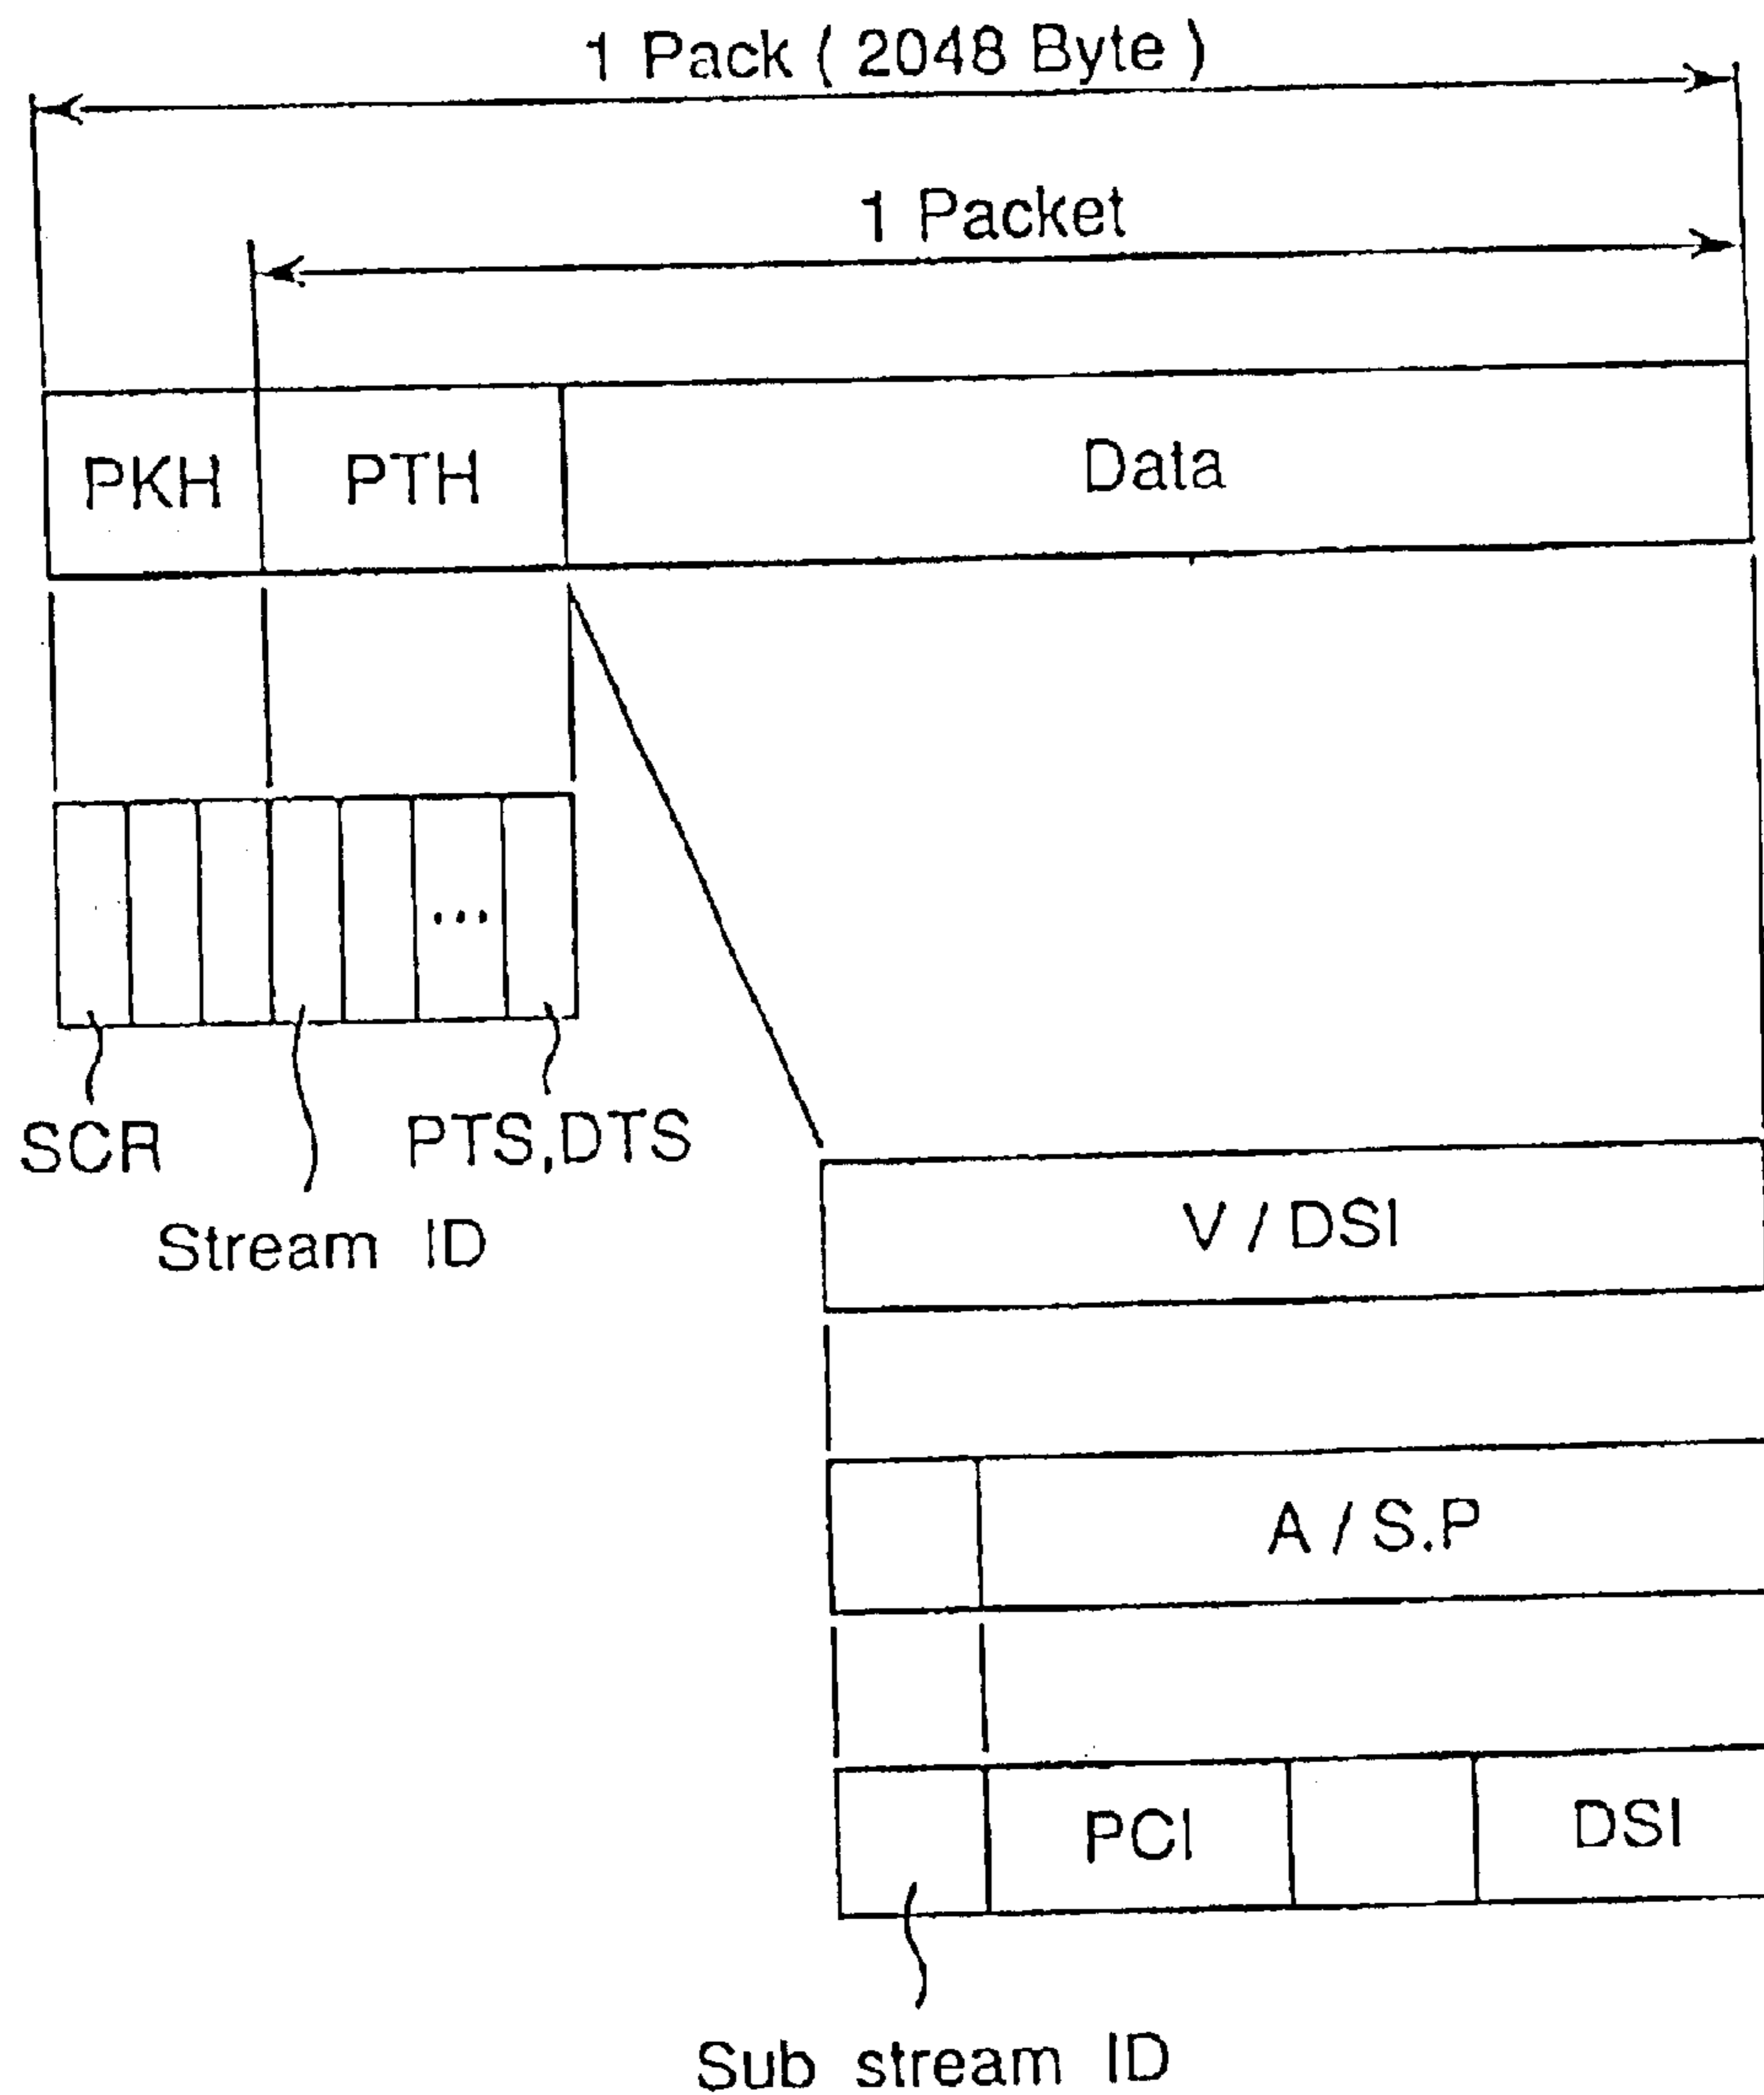 1 Pack ( 2048 Byte )
1 Packet
PKH PTH Data
...
SCR
PTS,DTS
Stream ID
V / DSI
A / S.P
PCI DSI
Sub stream ID